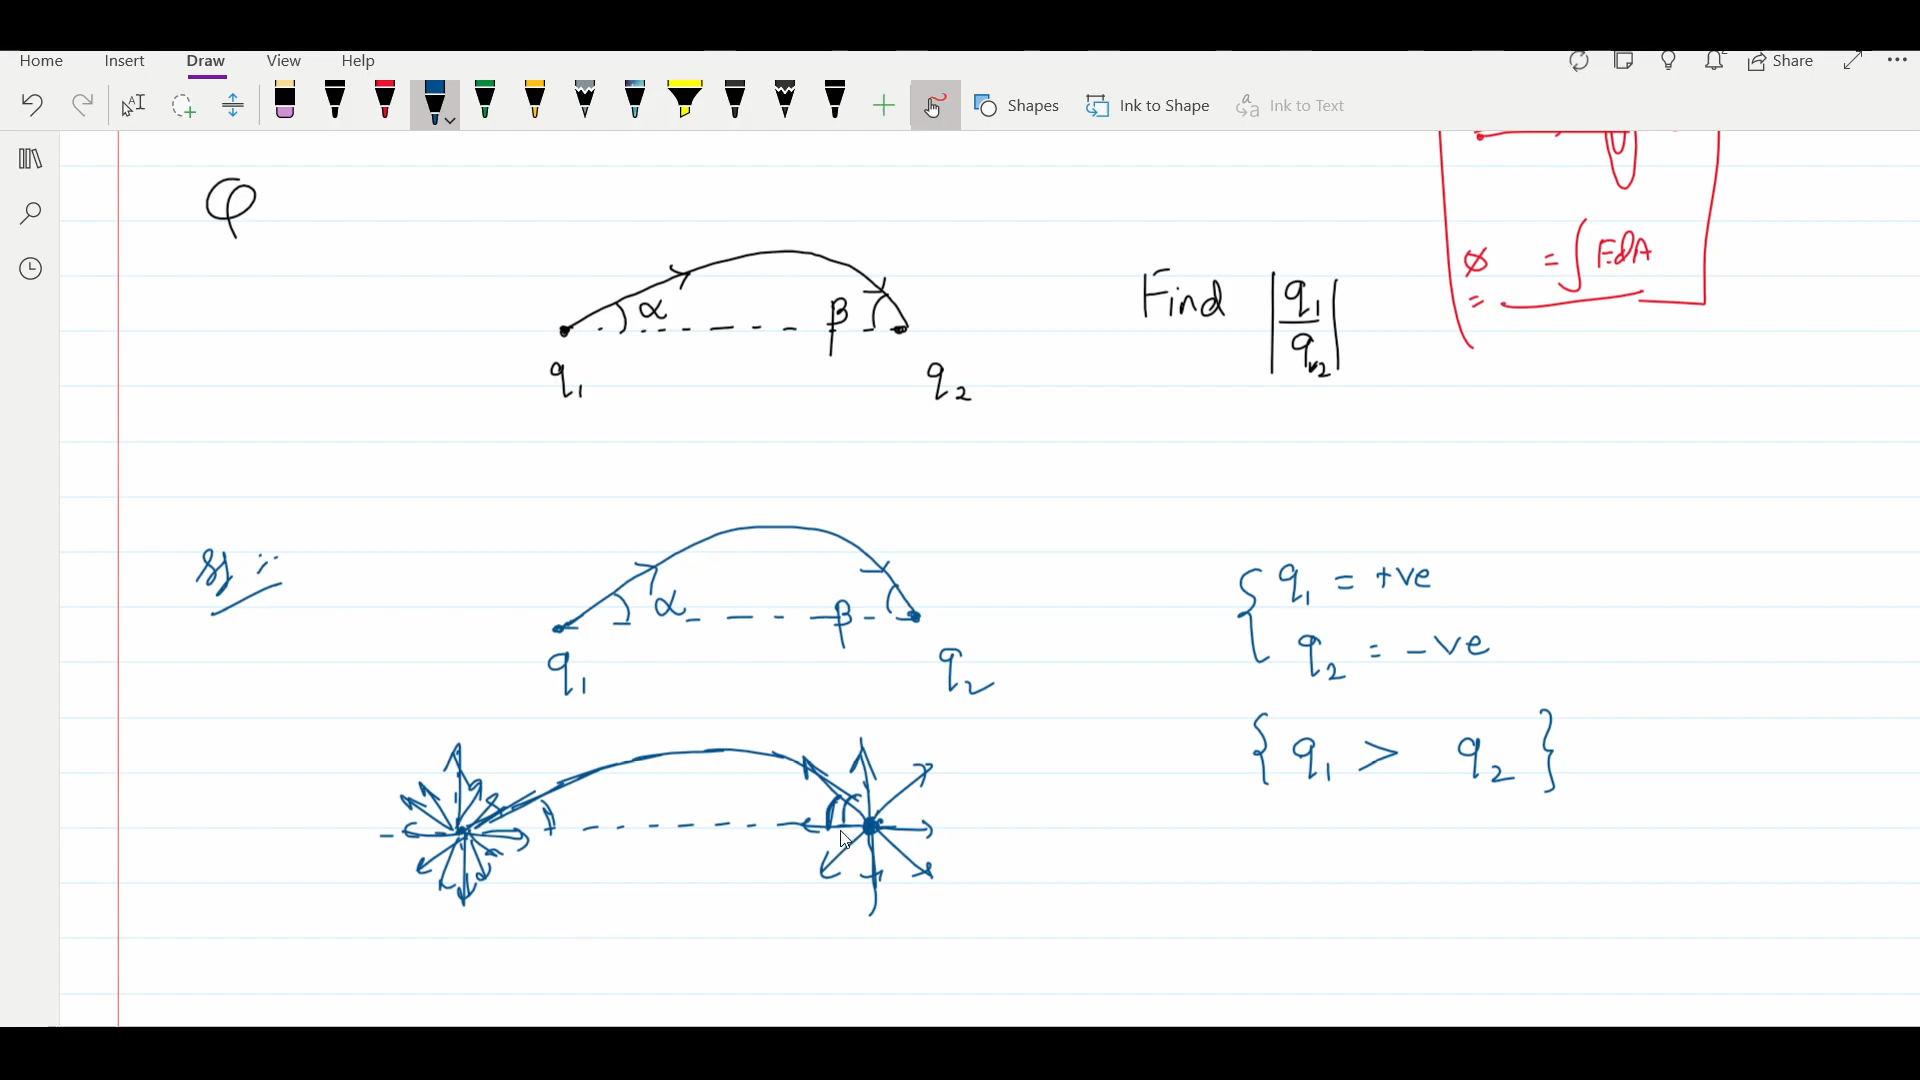 Home Insert Draw View Help Share
Shapes Ink to Shape Ink to Text
Q
∅ = ∫ E.dA
=
α β
Find |q₁/q₂|
q₁ q₂
α β
q₁ = +ve
q₂ = -ve
q₁ q₂
{ q₁ > q₂ }